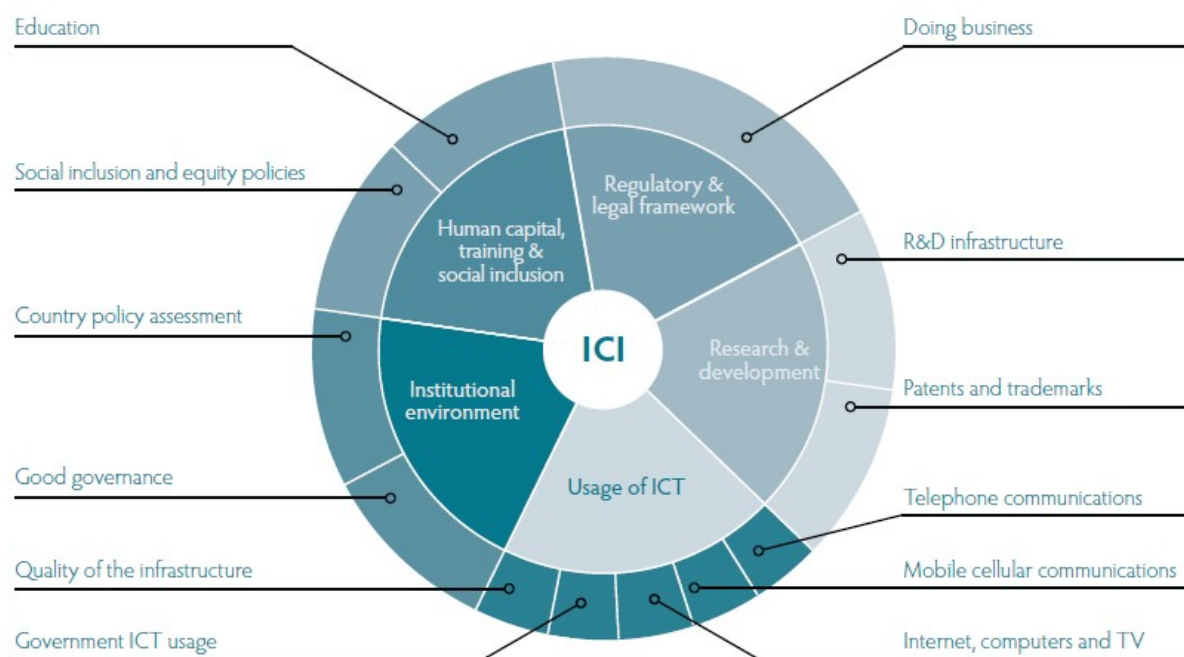 Education
Doing business
Social inclusion and equity policies
Regulatory &
legal framework
Human capital,
training &
social inclusion
R&D infrastructure
Country policy assessment
ICI
Research &
development
Institutional
environment
Patents and trademarks
Good governance
Usage of ICT
Telephone communications
Quality of the infrastructure
Mobile cellular communications
Government ICT usage
Internet, computers and TV